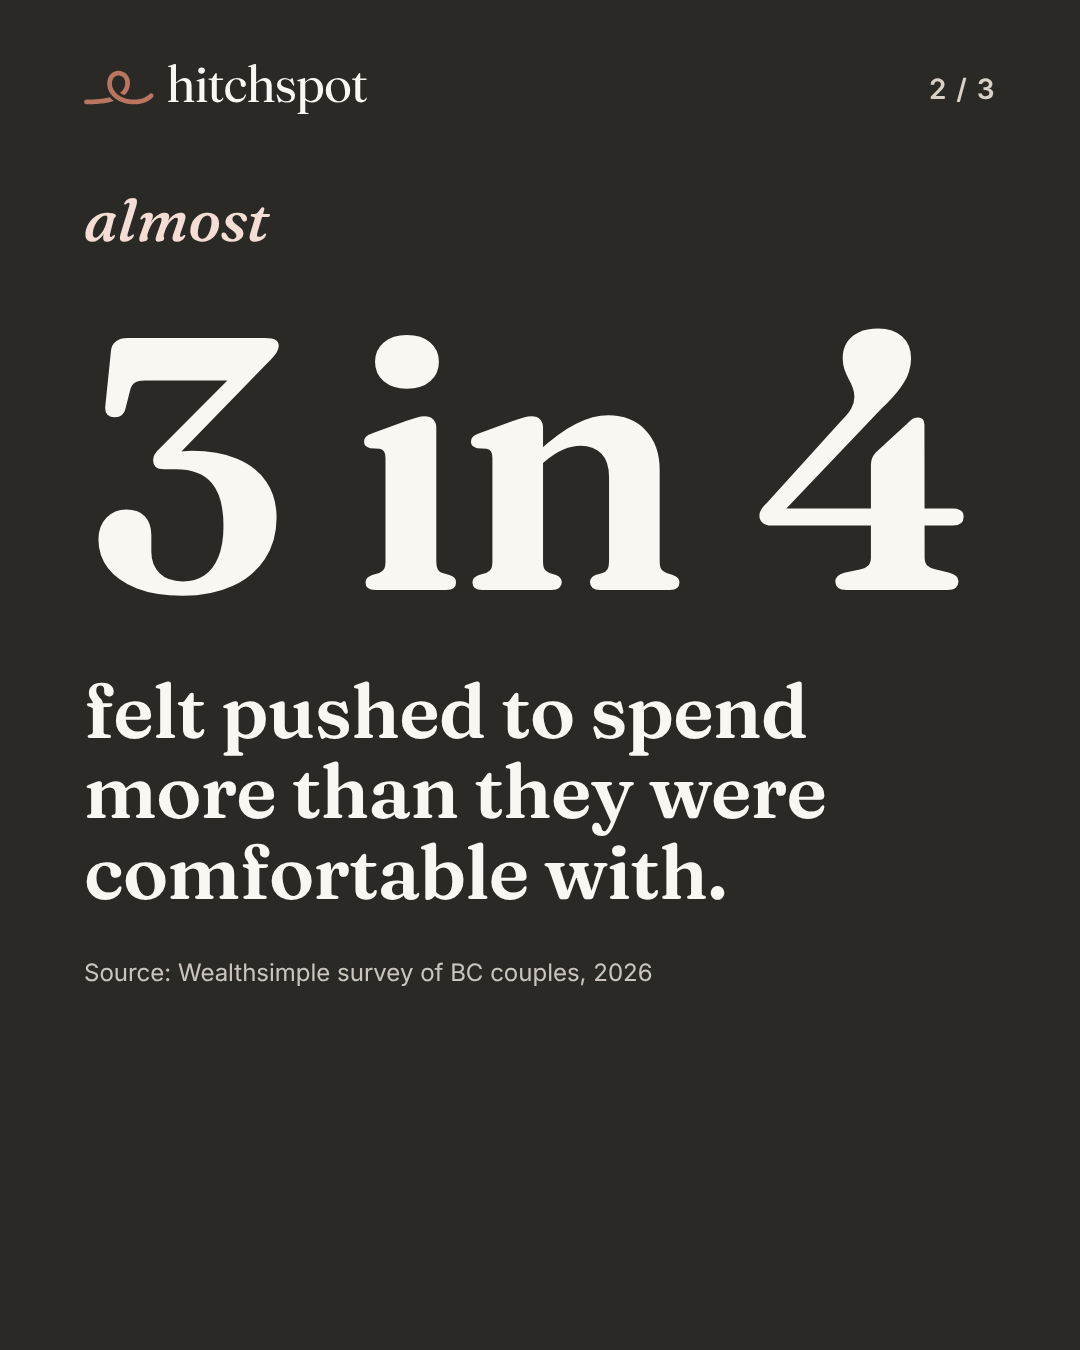 hitchspot
2 / 3
almost
3 in 4
felt pushed to spend
more than they were
comfortable with.
Source: Wealthsimple survey of BC couples, 2026